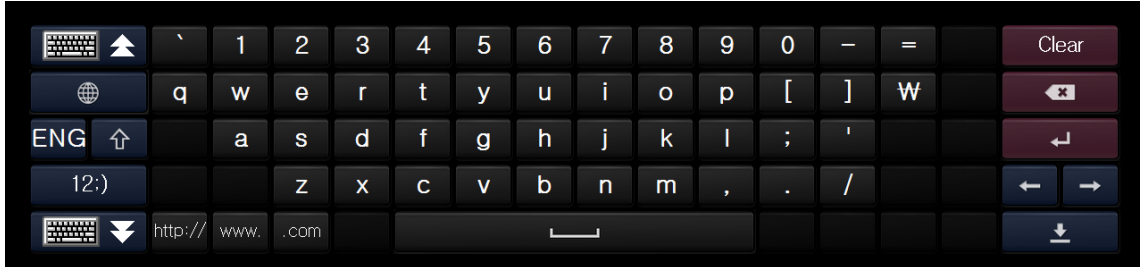 ` 1 2 3 4 5 6 7 8 9 0 - = Clear
q w e r t y u i o p [ ] ₩
ENG a s d f g h j k l ; '
12:) z x c v b n m , . /
http:// www. .com